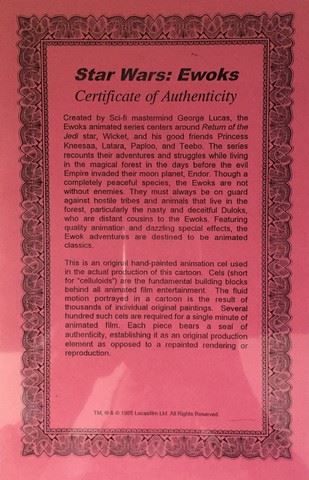 Star Wars: Ewoks
Certificate of Authenticity
Created by Sci-fi mastermind George Lucas, the
Ewoks animated series centers around Return of the
Jedi star, Wicket, and his good friends Princess
Kneesaa, Latara, Paploo, and Teebo. The series
recounts their adventures and struggles while living
in the magical forest in the days before the evil
Empire invaded their moon planet, Endor. Though a
completely peaceful species, the Ewoks are not
without enemies. They must always be on guard
against hostile tribes and animals that live in the
forest, particularly the nasty and deceitful Duloks,
who are distant cousins to the Ewoks. Featuring
quality animation and dazzling special effects, the
Ewok adventures are destined to be animated
classics.
This is an original hand-painted animation cel used
in the actual production of this cartoon. Cels (short
for "celluloids") are the fundamental building blocks
behind all animated film entertainment. The fluid
motion portrayed in a cartoon is the result of
thousands of individual original paintings. Several
hundred such cels are required for a single minute of
animated film. Each piece bears a seal of
authenticity, establishing it as an original production
element as opposed to a repainted rendering or
reproduction.
TM, ® & © 1985 Lucasfilm Ltd. All Rights Reserved.